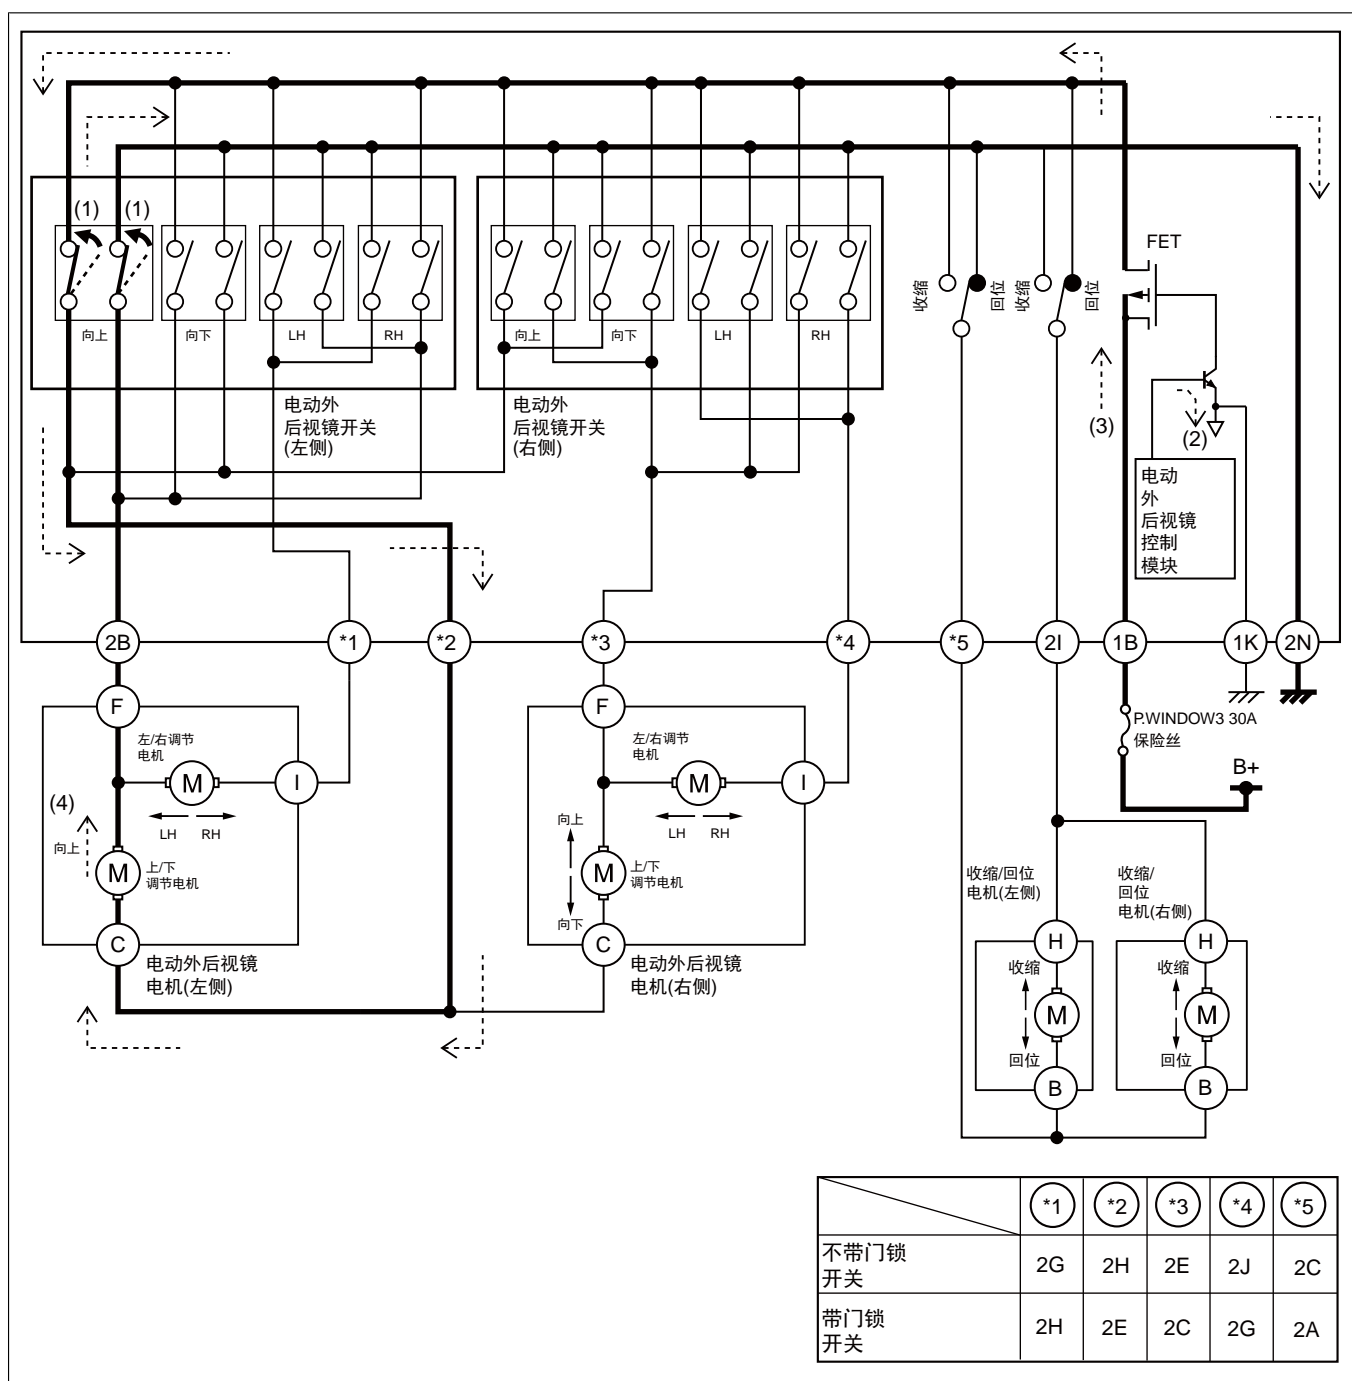 (1)
(1)
FET
收缩
回位
收缩
回位
向上
向下
LH
RH
向上
向下
LH
RH
电动外
后视镜开关
(左侧)
电动外
后视镜开关
(右侧)
(3)
(2)
电动
外
后视镜
控制
模块
2B
*1
*2
*3
*4
*5
2I
1B
1K
2N
F
左/右调节
电机
M
I
LH
RH
(4)
向上
M
上/下
调节电机
C
电动外后视镜
电机(左侧)
F
左/右调节
电机
M
I
LH
RH
向上
M
上/下
调节电机
向下
C
电动外后视镜
电机(右侧)
P.WINDOW3 30A
保险丝
B+
收缩/回位
电机(左侧)
H
收缩
M
回位
B
收缩/
回位
电机(右侧)
H
收缩
M
回位
B
*1 *2 *3 *4 *5
不带门锁
开关
2G 2H 2E 2J 2C
带门锁
开关
2H 2E 2C 2G 2A